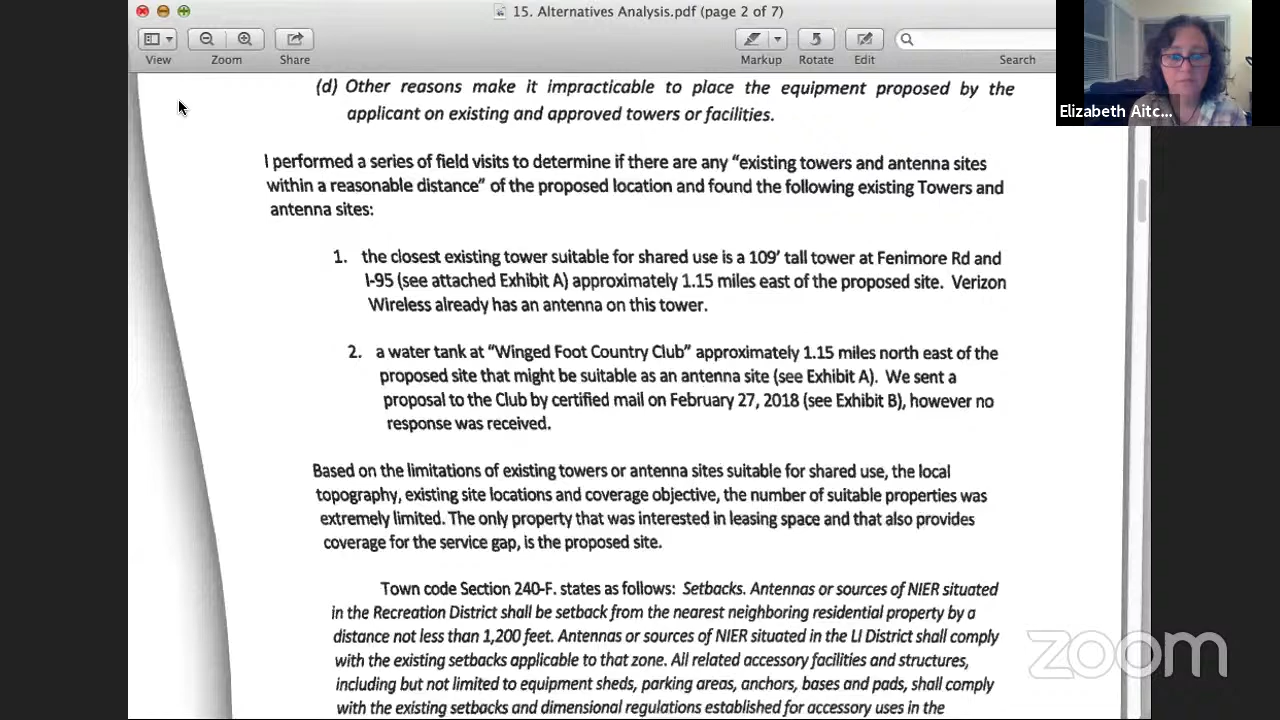 15. Alternatives Analysis.pdf (page 2 of 7)
View
Zoom
Share
Markup
Rotate
Edit
Search
Elizabeth Aitc...
(d) Other reasons make it impracticable to place the equipment proposed by the
applicant on existing and approved towers or facilities.
I performed a series of field visits to determine if there are any “existing towers and antenna sites
within a reasonable distance” of the proposed location and found the following existing Towers and
antenna sites:
1. the closest existing tower suitable for shared use is a 109’ tall tower at Fenimore Rd and
I-95 (see attached Exhibit A) approximately 1.15 miles east of the proposed site. Verizon
Wireless already has an antenna on this tower.
2. a water tank at “Winged Foot Country Club” approximately 1.15 miles north east of the
proposed site that might be suitable as an antenna site (see Exhibit A). We sent a
proposal to the Club by certified mail on February 27, 2018 (see Exhibit B), however no
response was received.
Based on the limitations of existing towers or antenna sites suitable for shared use, the local
topography, existing site locations and coverage objective, the number of suitable properties was
extremely limited. The only property that was interested in leasing space and that also provides
coverage for the service gap, is the proposed site.
Town code Section 240-F. states as follows: Setbacks. Antennas or sources of NIER situated
in the Recreation District shall be setback from the nearest neighboring residential property by a
distance not less than 1,200 feet. Antennas or sources of NIER situated in the LI District shall comply
with the existing setbacks applicable to that zone. All related accessory facilities and structures,
including but not limited to equipment sheds, parking areas, anchors, bases and pads, shall comply
with the existing setbacks and dimensional regulations established for accessory uses in the
zoom